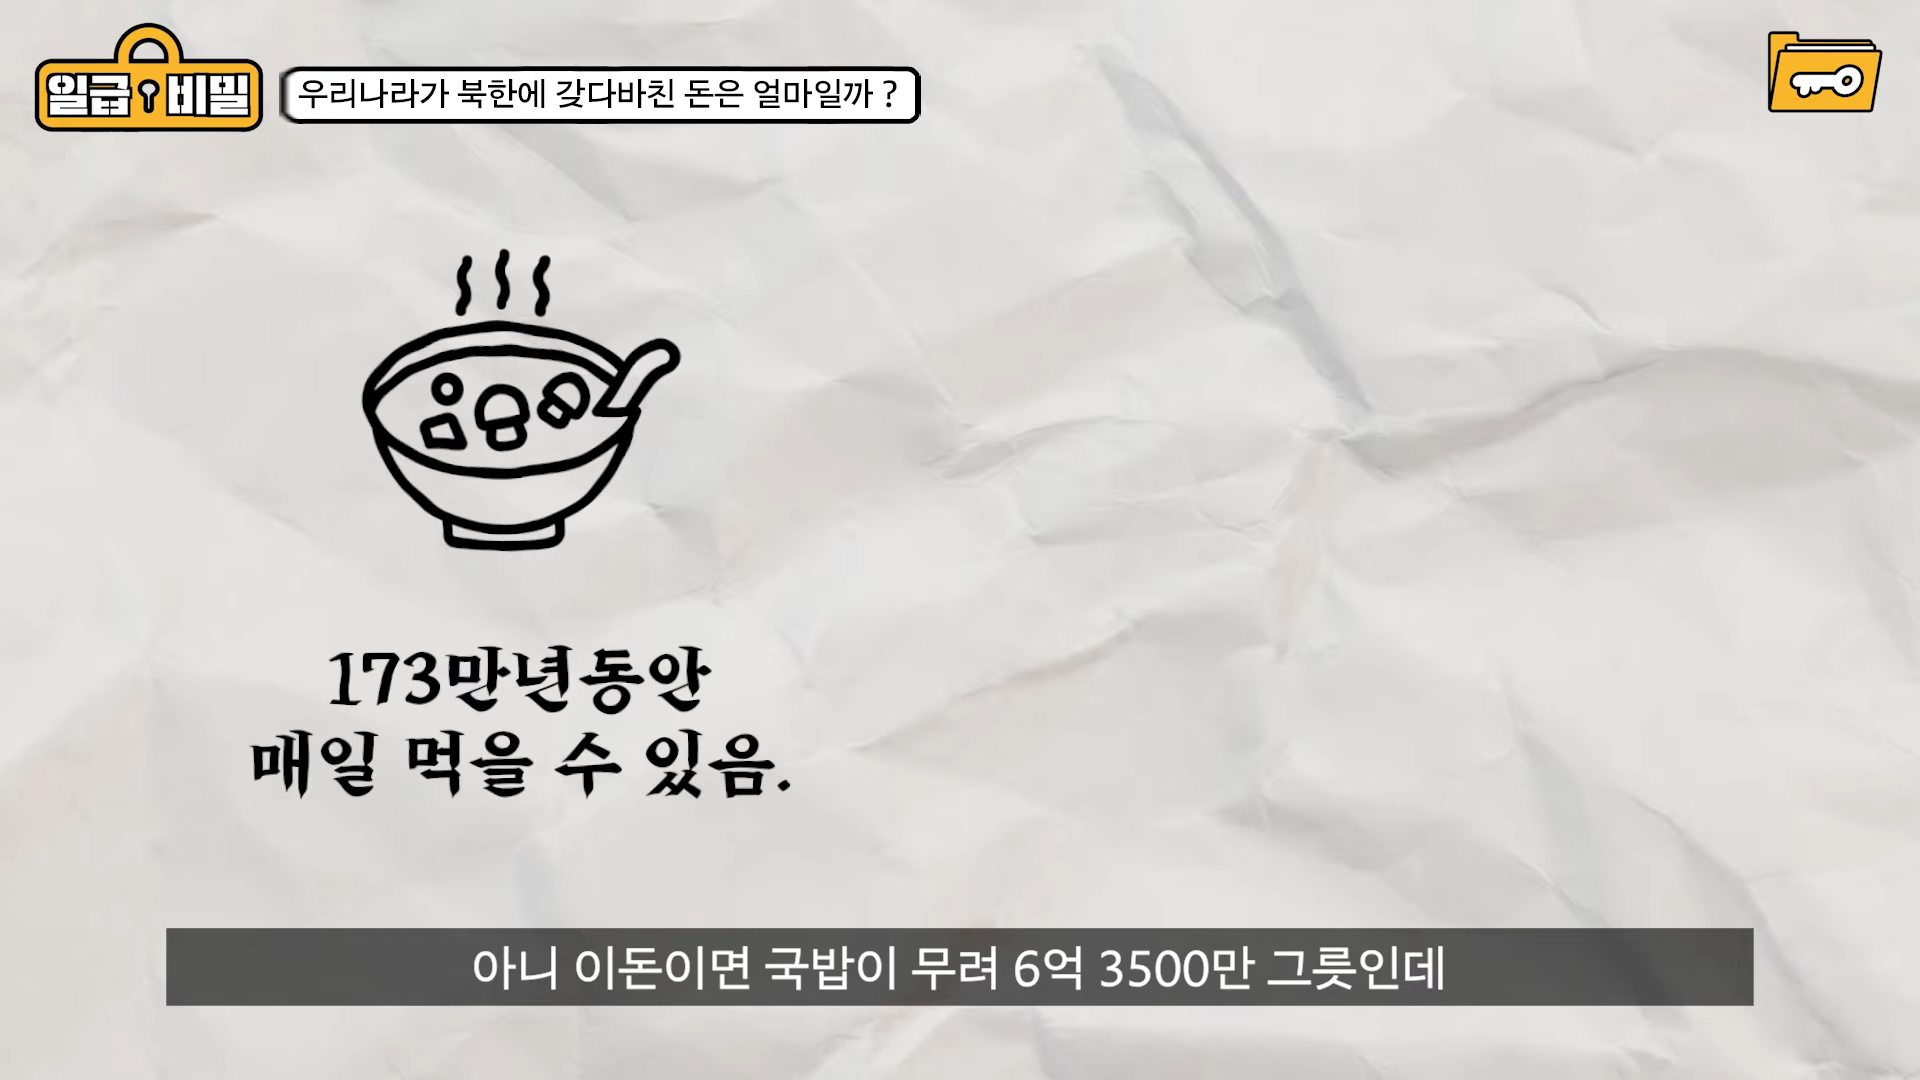 일급비밀
우리나라가 북한에 갖다바친 돈은 얼마일까 ?
173만년동안
매일 먹을 수 있음.
아니 이돈이면 국밥이 무려 6억 3500만 그릇인데